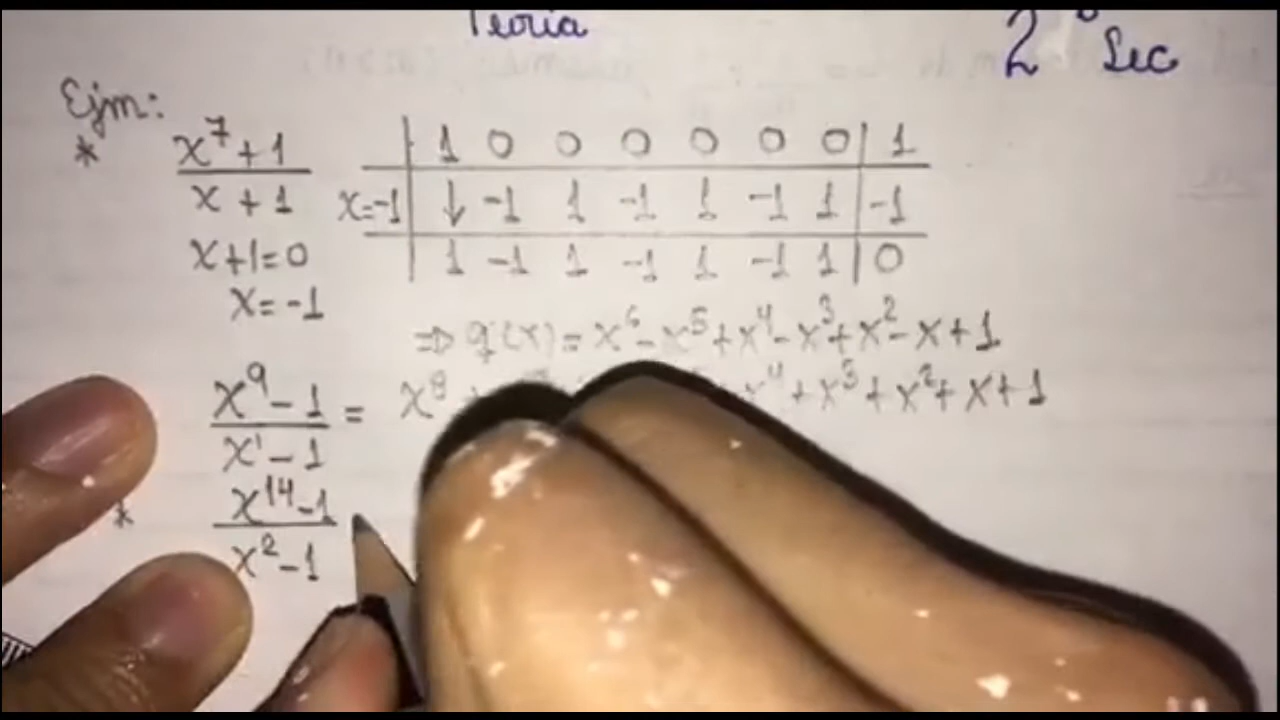 Teoría
2° Sec
Ejm:
* x⁷+1 / x+1 | 1 0 0 0 0 0 0 | 1
x=-1 | ↓ -1 1 -1 1 -1 1 | -1
x+1=0 | 1 -1 1 -1 1 -1 1 | 0
x=-1
⇒ q(x) = x⁶-x⁵+x⁴-x³+x²-x+1
x⁹-1 / x¹-1 = x⁸ + x⁴+x³+x²+x+1
* x¹⁴-1 / x²-1